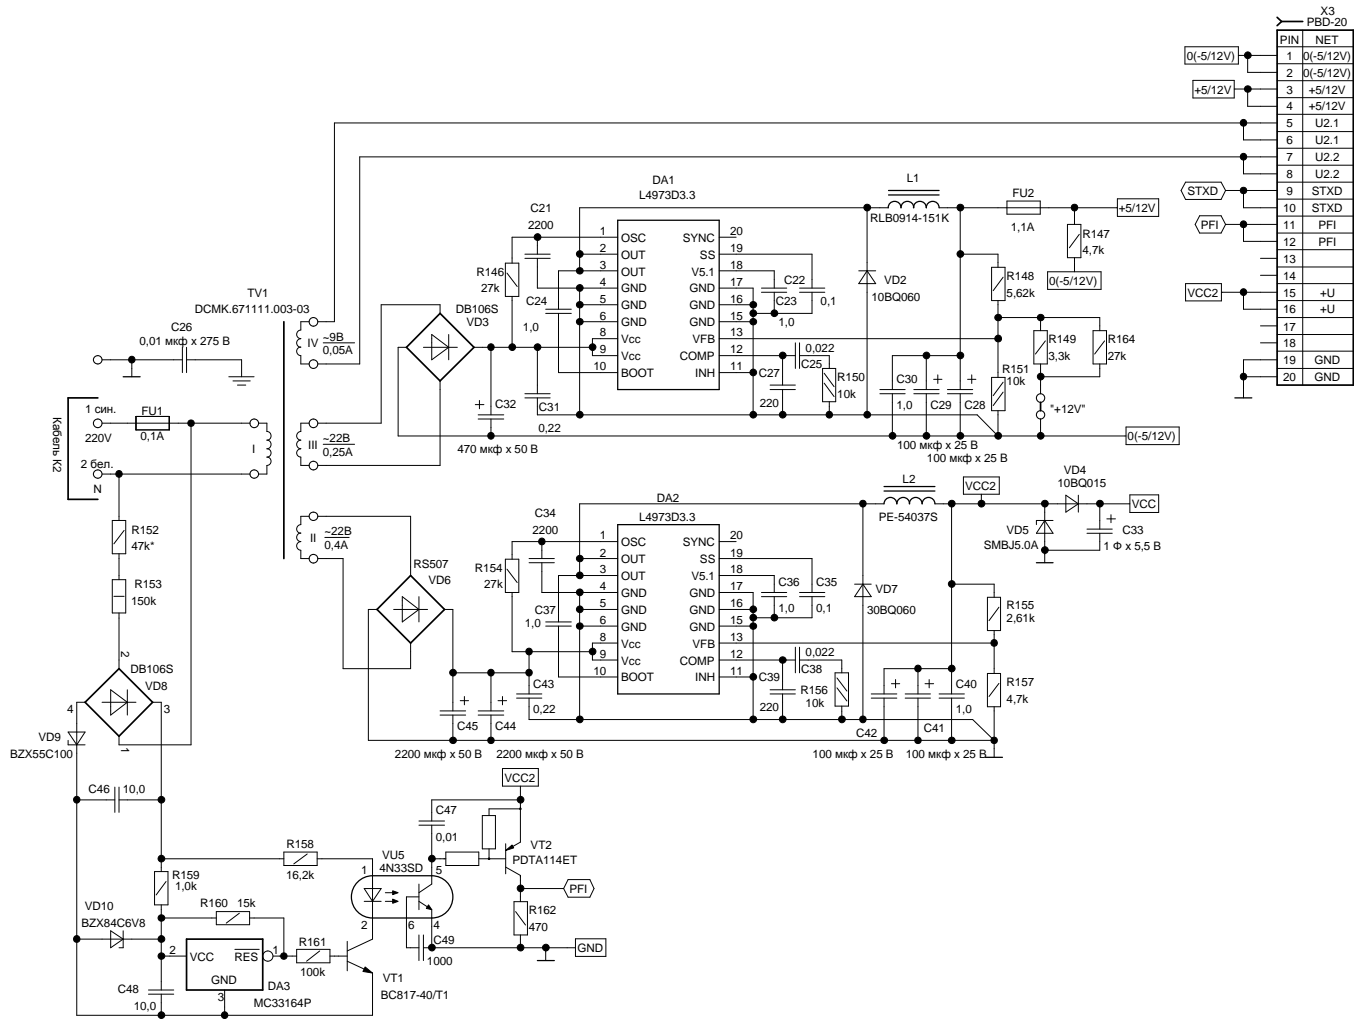 X3
PBD-20
PIN NET
0(-5/12V) 1 0(-5/12V)
2 0(-5/12V)
+5/12V 3 +5/12V
4 +5/12V
5 U2.1
6 U2.1
7 U2.2
8 U2.2
STXD 9 STXD
10 STXD
PFI 11 PFI
12 PFI
13
14
VCC2 15 +U
16 +U
17
18
19 GND
20 GND
DA1
L4973D3.3
1 OSC SYNC 20
2 OUT SS 19
3 OUT V5.1 18
4 GND GND 17
5 GND GND 16
6 GND GND 15
8 Vcc VFB 13
9 Vcc COMP 12
10 BOOT INH 11
C21
2200
R146
27k
C24
1,0
C22
0,1
C23
1,0
0,022
C25
C27
220
R150
10k
L1
RLB0914-151K
VD2
10BQ060
FU2
1,1A
+5/12V
R147
4,7k
0(-5/12V)
R148
5,62k
R149
3,3k
R164
27k
R151
10k
"+12V"
C30
1,0
C29
C28
100 мкф x 25 В
100 мкф x 25 В
0(-5/12V)
TV1
DCMK.671111.003-03
C26
0,01 мкф x 275 В
IV ~9В
0,05А
DB106S
VD3
C32
470 мкф x 50 В
C31
0,22
Кабель К2
1 син.
220V
2 бел.
N
FU1
0,1A
I
III ~22В
0,25А
II ~22В
0,4А
RS507
VD6
R152
47k*
R153
150k
DA2
L4973D3.3
1 OSC SYNC 20
2 OUT SS 19
3 OUT V5.1 18
4 GND GND 17
5 GND GND 16
6 GND GND 15
8 Vcc VFB 13
9 Vcc COMP 12
10 BOOT INH 11
C34
2200
R154
27k
C37
1,0
C43
0,22
C45
C44
2200 мкф x 50 В
2200 мкф x 50 В
C36
1,0
C35
0,1
0,022
C38
C39
220
R156
10k
L2
PE-54037S
VD7
30BQ060
VCC2
VD4
10BQ015
VCC
VD5
SMBJ5.0A
C33
1 Ф x 5,5 В
R155
2,61k
R157
4,7k
C40
1,0
C42
C41
100 мкф x 25 В
100 мкф x 25 В
2
DB106S
VD8
4
3
1
VD9
BZX55C100
C46
10,0
R158
16,2k
R159
1,0k
R160 15k
VD10
BZX84C6V8
2 VCC RES 1
GND
3
DA3
MC33164P
C48
10,0
R161
100k
VT1
BC817-40/T1
VU5
4N33SD
1
5
2
6
4
C47
0,01
C49
1000
VCC2
VT2
PDTA114ET
PFI
R162
470
GND